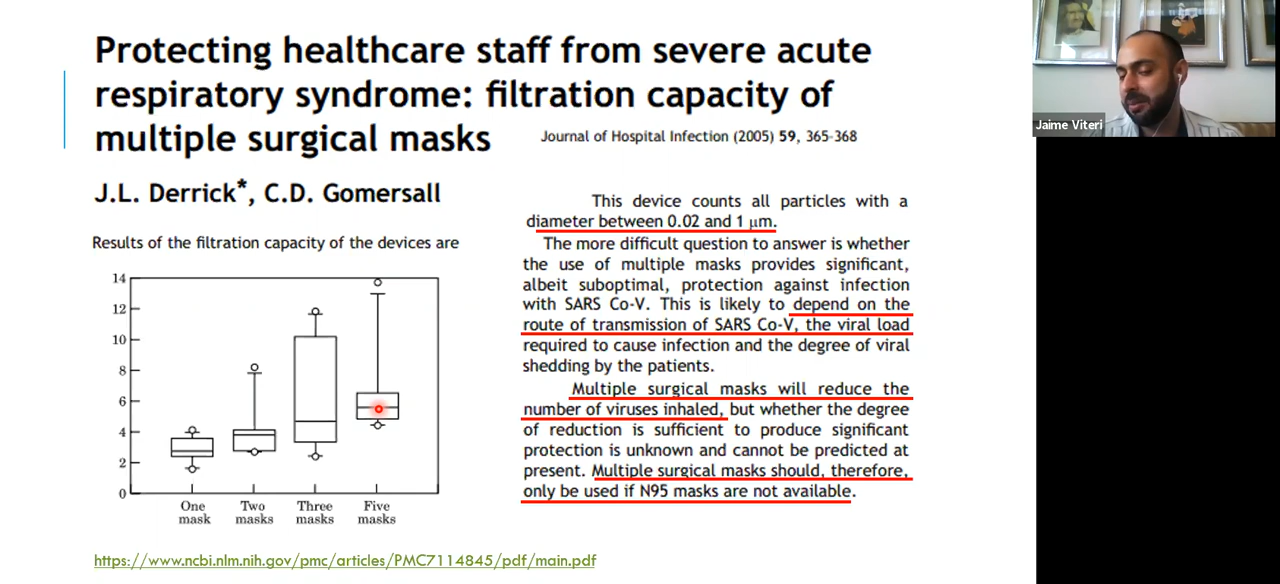 Protecting healthcare staff from severe acute
respiratory syndrome: filtration capacity of
multiple surgical masks
Journal of Hospital Infection (2005) 59, 365-368
J.L. Derrick*, C.D. Gomersall
Results of the filtration capacity of the devices are
14
12
10
8
6
4
2
0
One mask
Two masks
Three masks
Five masks
This device counts all particles with a
diameter between 0.02 and 1 µm.
The more difficult question to answer is whether
the use of multiple masks provides significant,
albeit suboptimal, protection against infection
with SARS Co-V. This is likely to depend on the
route of transmission of SARS Co-V, the viral load
required to cause infection and the degree of viral
shedding by the patients.
Multiple surgical masks will reduce the
number of viruses inhaled, but whether the degree
of reduction is sufficient to produce significant
protection is unknown and cannot be predicted at
present. Multiple surgical masks should, therefore,
only be used if N95 masks are not available.
https://www.ncbi.nlm.nih.gov/pmc/articles/PMC7114845/pdf/main.pdf
Jaime Viteri